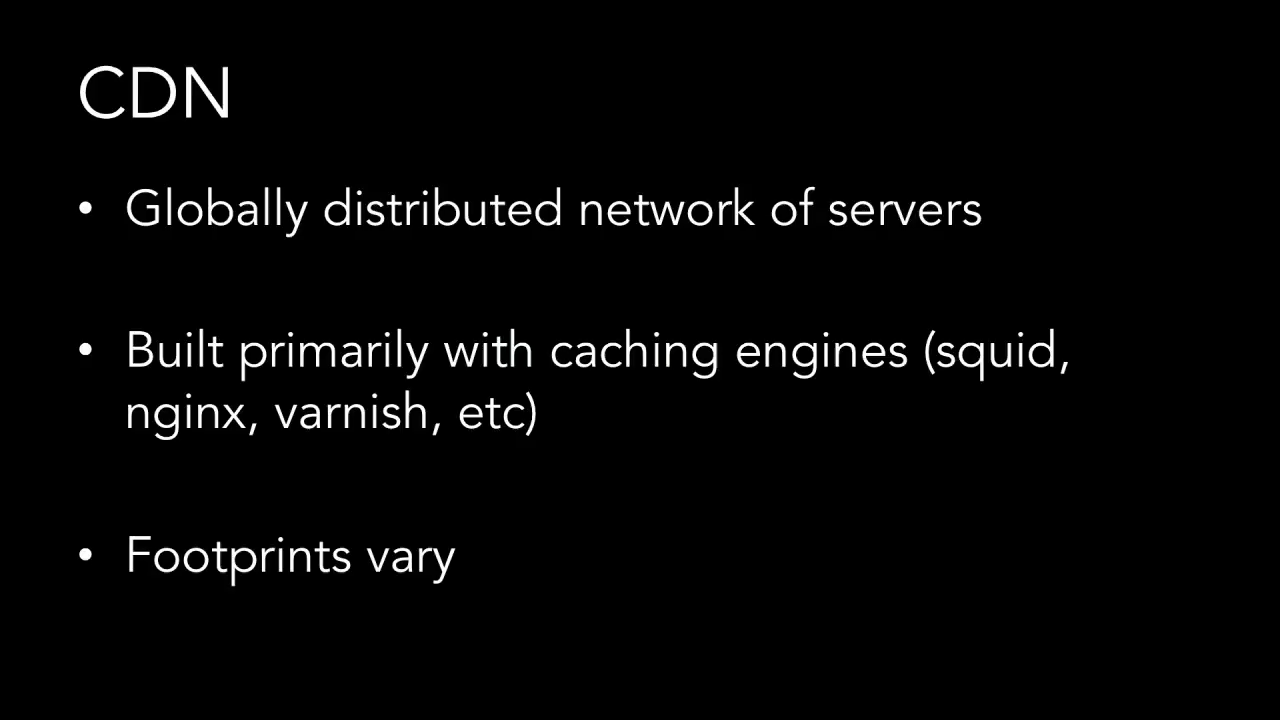 CDN
• Globally distributed network of servers
• Built primarily with caching engines (squid,
nginx, varnish, etc)
• Footprints vary